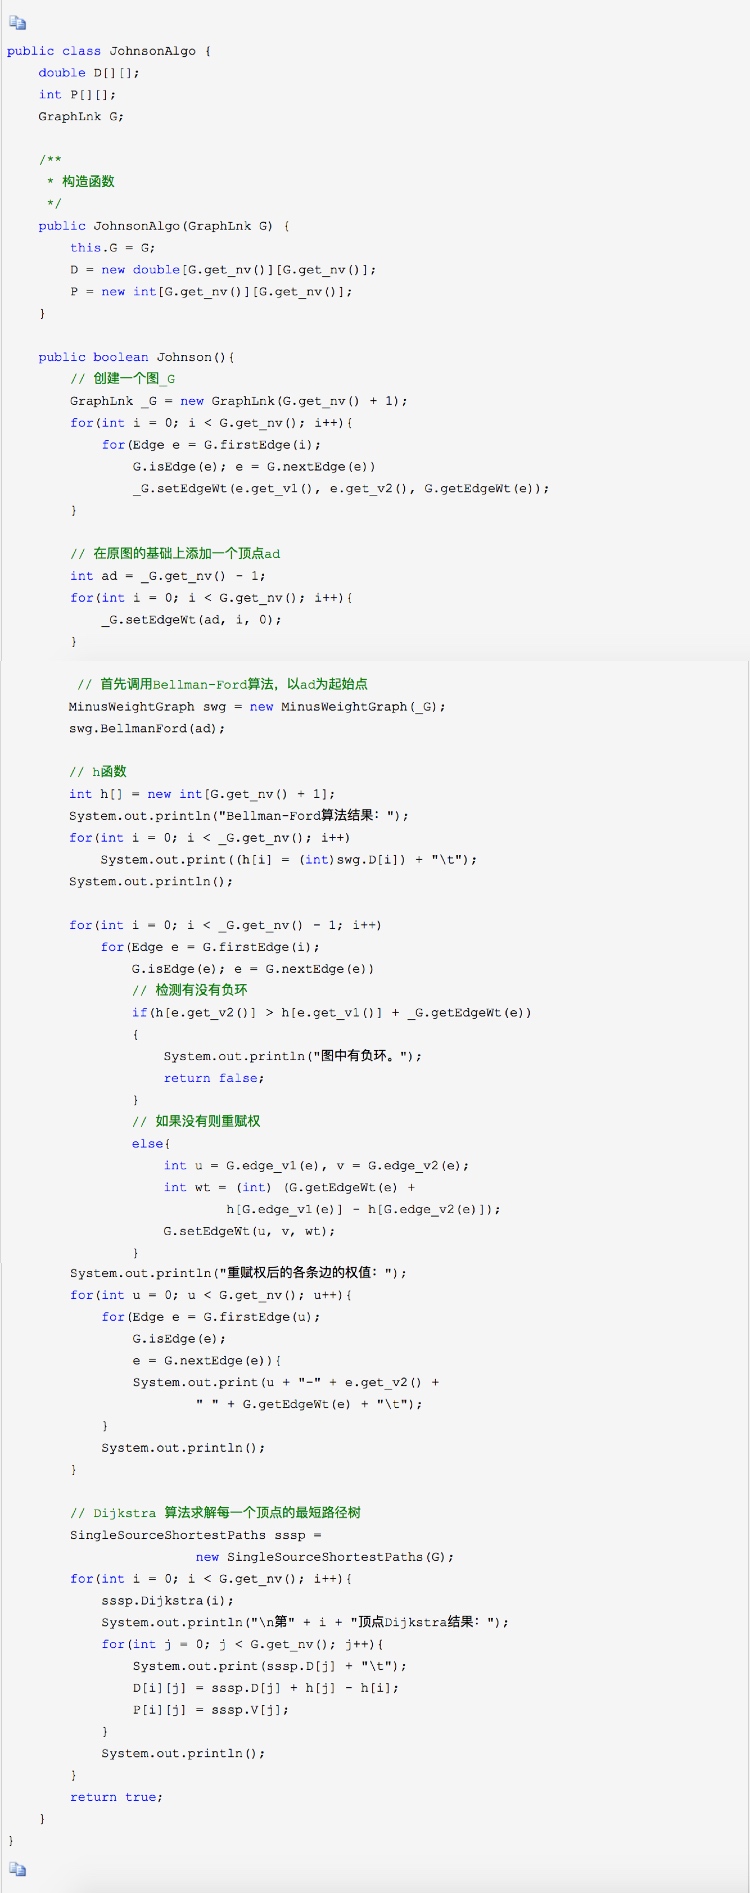 public class JohnsonAlgo {
    double D[][];
    int P[][];
    GraphLnk G;

    /**
     * 构造函数
     */
    public JohnsonAlgo(GraphLnk G) {
        this.G = G;
        D = new double[G.get_nv()][G.get_nv()];
        P = new int[G.get_nv()][G.get_nv()];
    }

    public boolean Johnson(){
        // 创建一个图_G
        GraphLnk _G = new GraphLnk(G.get_nv() + 1);
        for(int i = 0; i < G.get_nv(); i++){
            for(Edge e = G.firstEdge(i);
                G.isEdge(e); e = G.nextEdge(e))
                _G.setEdgeWt(e.get_v1(), e.get_v2(), G.getEdgeWt(e));
        }

        // 在原图的基础上添加一个顶点ad
        int ad = _G.get_nv() - 1;
        for(int i = 0; i < G.get_nv(); i++){
            _G.setEdgeWt(ad, i, 0);
        }

        // 首先调用Bellman-Ford算法，以ad为起始点
        MinusWeightGraph swg = new MinusWeightGraph(_G);
        swg.BellmanFord(ad);

        // h函数
        int h[] = new int[G.get_nv() + 1];
        System.out.println("Bellman-Ford算法结果：");
        for(int i = 0; i < _G.get_nv(); i++)
            System.out.print((h[i] = (int)swg.D[i]) + "\t");
        System.out.println();

        for(int i = 0; i < _G.get_nv() - 1; i++)
            for(Edge e = G.firstEdge(i);
                G.isEdge(e); e = G.nextEdge(e))
                // 检测有没有负环
                if(h[e.get_v2()] > h[e.get_v1()] + _G.getEdgeWt(e))
                {
                    System.out.println("图中有负环。");
                    return false;
                }
                // 如果没有则重赋权
                else{
                    int u = G.edge_v1(e), v = G.edge_v2(e);
                    int wt = (int) (G.getEdgeWt(e) +
                            h[G.edge_v1(e)] - h[G.edge_v2(e)]);
                    G.setEdgeWt(u, v, wt);
                }
        System.out.println("重赋权后的各条边的权值：");
        for(int u = 0; u < G.get_nv(); u++){
            for(Edge e = G.firstEdge(u);
                G.isEdge(e);
                e = G.nextEdge(e)){
                System.out.print(u + "-" + e.get_v2() +
                        " " + G.getEdgeWt(e) + "\t");
            }
            System.out.println();
        }

        // Dijkstra 算法求解每一个顶点的最短路径树
        SingleSourceShortestPaths sssp =
                        new SingleSourceShortestPaths(G);
        for(int i = 0; i < G.get_nv(); i++){
            sssp.Dijkstra(i);
            System.out.println("\n第" + i + "顶点Dijkstra结果：");
            for(int j = 0; j < G.get_nv(); j++){
                System.out.print(sssp.D[j] + "\t");
                D[i][j] = sssp.D[j] + h[j] - h[i];
                P[i][j] = sssp.V[j];
            }
            System.out.println();
        }
        return true;
    }
}